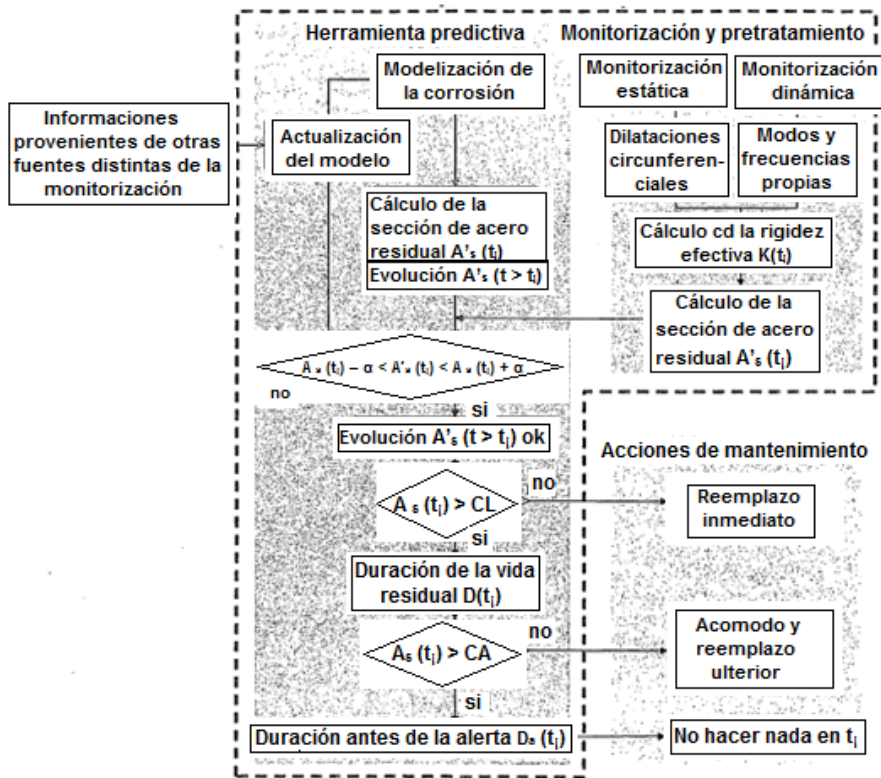 Herramienta predictiva
Monitorización y pretratamiento
Modelización de
la corrosión
Monitorización
estática
Monitorización
dinámica
Informaciones
provenientes de otras
fuentes distintas de la
monitorización
Actualización
del modelo
Dilataciones
circunferen-
ciales
Modos y
frecuencias
propias
Cálculo de la
sección de acero
residual A'ₛ (tᵢ)
Evolución A'ₛ (t > tᵢ)
Cálculo cd la rigidez
efectiva K(tᵢ)
Cálculo de la
sección de acero
residual A'ₛ (tᵢ)
A ₛ (tᵢ) – α < A'ₛ (tᵢ) < A ₛ (tᵢ) + α
no
si
Evolución A'ₛ (t > tᵢ) ok
Acciones de mantenimiento
A ₛ (tᵢ) > CL
no
Reemplazo
inmediato
si
Duración de la vida
residual D(tᵢ)
Aₛ (tᵢ) > CA
no
Acomodo y
reemplazo
ulterior
si
Duración antes de la alerta Dₐ (tᵢ)
No hacer nada en tᵢ